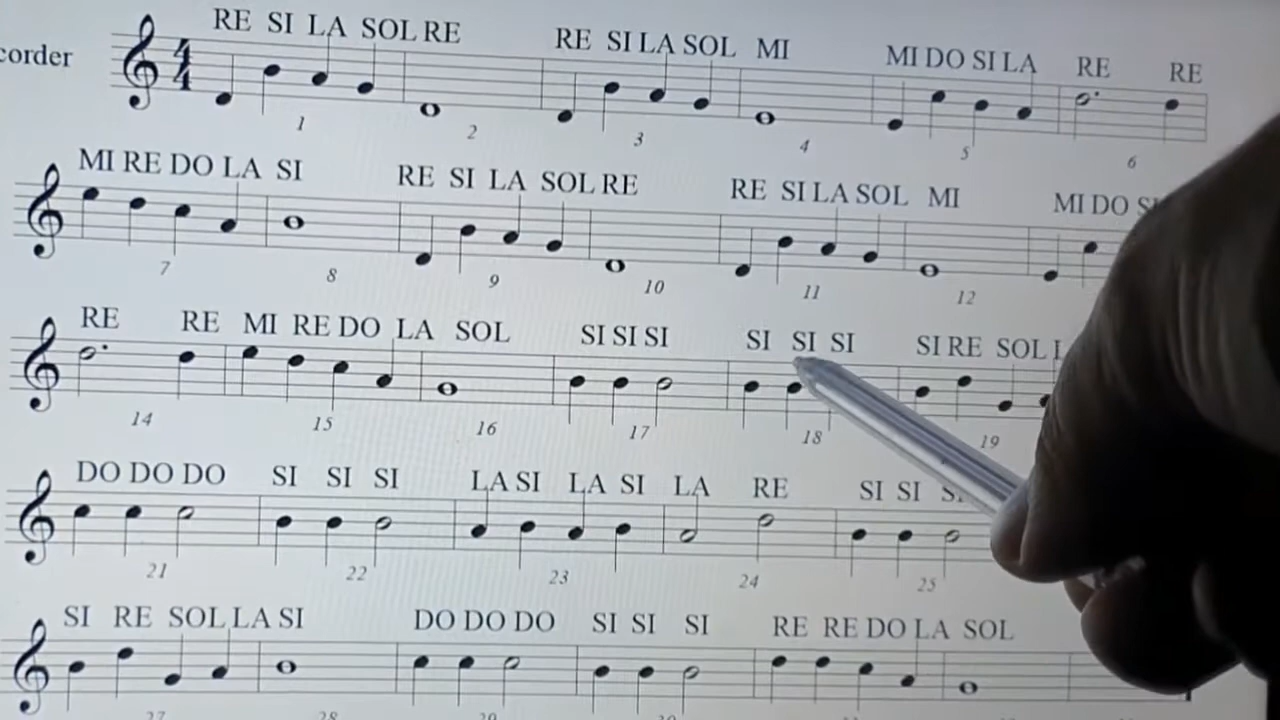 RE SI LA SOL RE RE SI LA SOL MI MI DO SI LA RE RE
corder
4
4
1 2 3 4 5 6
MI RE DO LA SI RE SI LA SOL RE RE SI LA SOL MI MI DO
7 8 9 10 11 12
RE RE MI RE DO LA SOL SI SI SI SI SI SI SI RE SOL
14 15 16 17 18 19
DO DO DO SI SI SI LA SI LA SI LA RE SI SI
21 22 23 24 25
SI RE SOL LA SI DO DO DO SI SI SI RE RE DO LA SOL